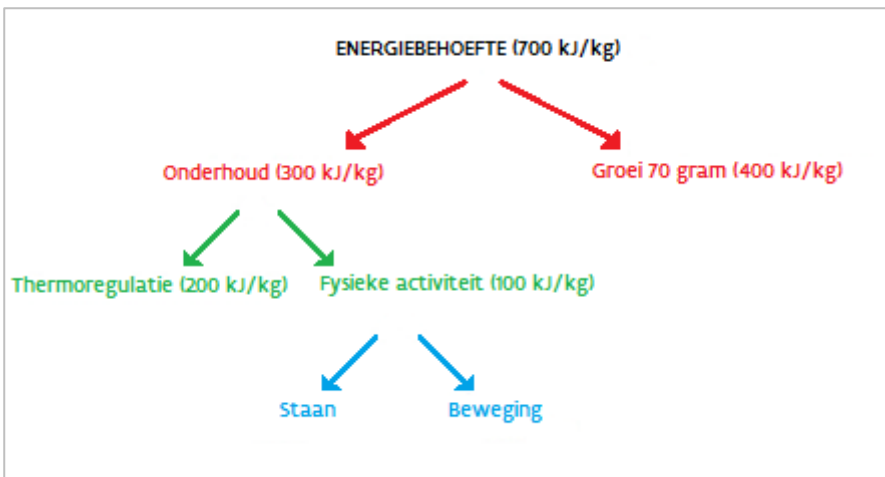 ENERGIEBEHOEFTE (700 kJ/kg)
Onderhoud (300 kJ/kg)
Groei 70 gram (400 kJ/kg)
Thermoregulatie (200 kJ/kg)
Fysieke activiteit (100 kJ/kg)
Staan
Beweging